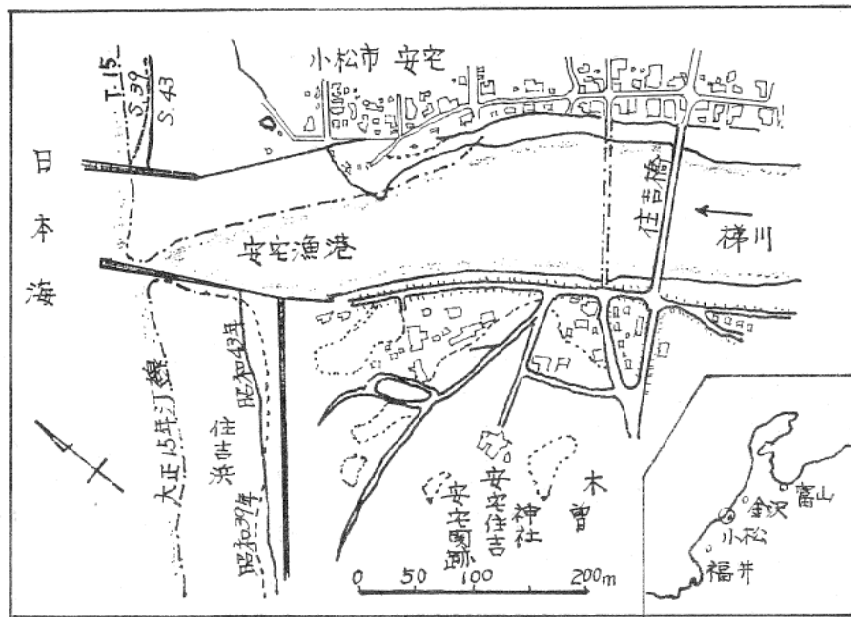 T.15
S.39
S.43
小松市 安宅
日本海
住吉橋
梯川
安宅漁港
大正15年汀線
住吉浜
昭和43年
昭和39年
安宅関跡
安宅住吉神社
木曽
0 50 100 200m
富山
金沢
小松
福井